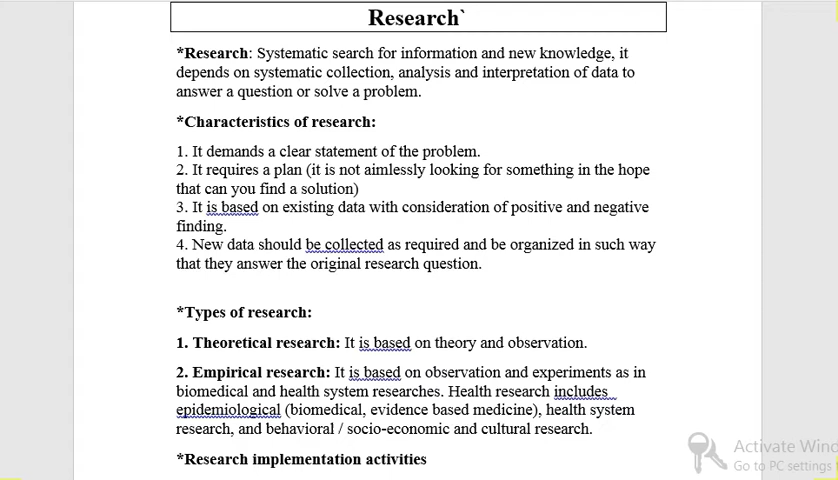 Research`
*Research: Systematic search for information and new knowledge, it
depends on systematic collection, analysis and interpretation of data to
answer a question or solve a problem.
*Characteristics of research:
1. It demands a clear statement of the problem.
2. It requires a plan (it is not aimlessly looking for something in the hope
that can you find a solution)
3. It is based on existing data with consideration of positive and negative
finding.
4. New data should be collected as required and be organized in such way
that they answer the original research question.
*Types of research:
1. Theoretical research: It is based on theory and observation.
2. Empirical research: It is based on observation and experiments as in
biomedical and health system researches. Health research includes
epidemiological (biomedical, evidence based medicine), health system
research, and behavioral / socio-economic and cultural research.
*Research implementation activities
Activate Wind
Go to PC settings